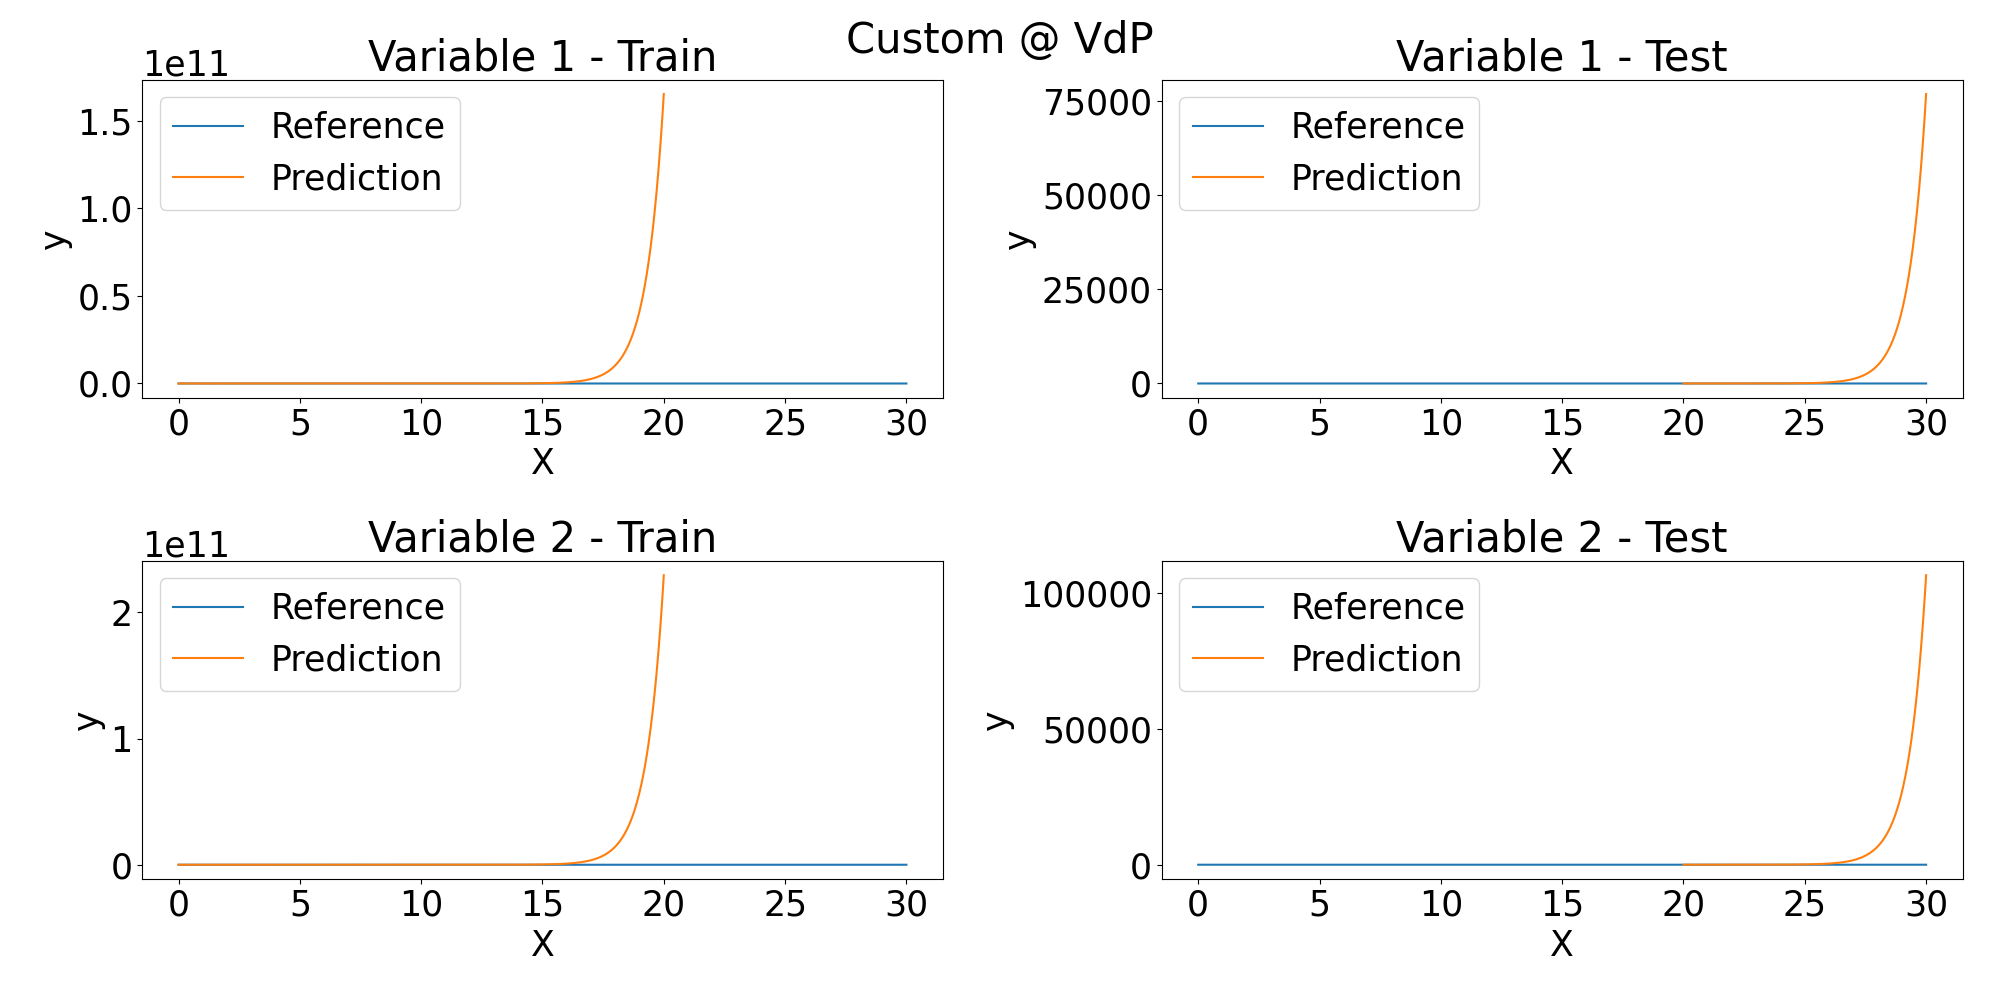 Custom @ VdP
Variable 1 - Train
1e11
1.5
1.0
0.5
0.0
y
Reference
Prediction
0 5 10 15 20 25 30
X
Variable 1 - Test
75000
50000
25000
0
y
Reference
Prediction
0 5 10 15 20 25 30
X
Variable 2 - Train
1e11
2
1
0
y
Reference
Prediction
0 5 10 15 20 25 30
X
Variable 2 - Test
100000
50000
0
y
Reference
Prediction
0 5 10 15 20 25 30
X